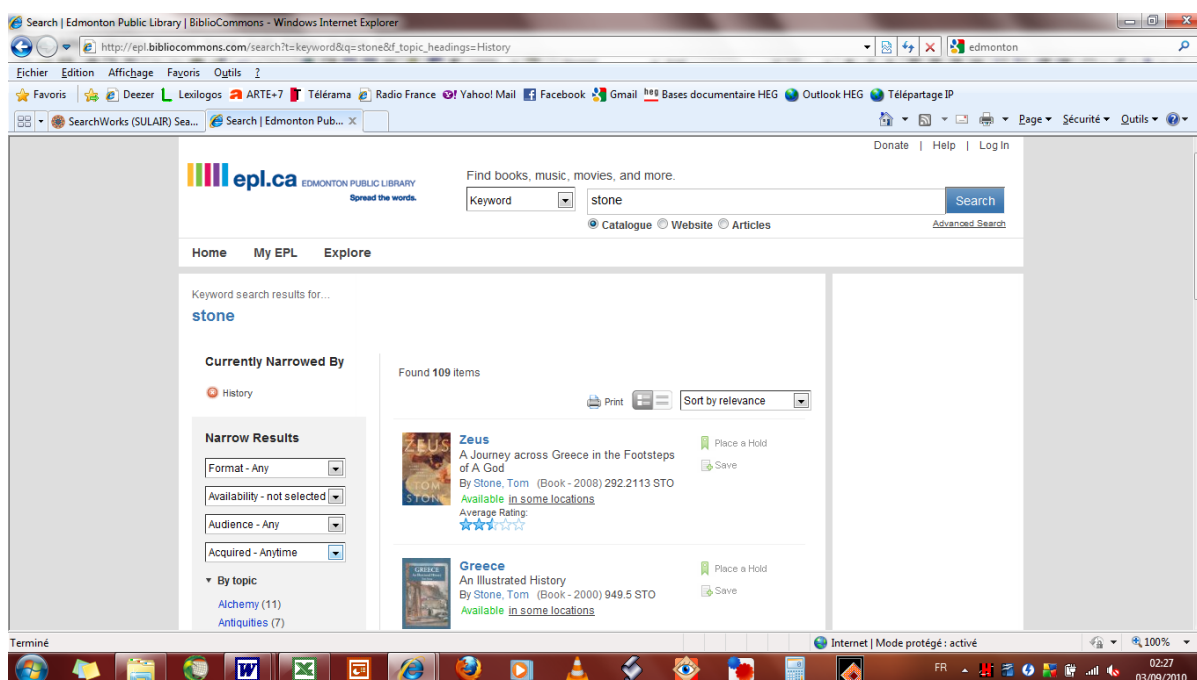 Search | Edmonton Public Library | BiblioCommons - Windows Internet Explorer
http://epl.bibliocommons.com/search?t=keyword&q=stone&f_topic_headings=History
edmonton
Fichier Edition Affichage Favoris Outils ?
Favoris Deezer Lexilogos ARTE+7 Télérama Radio France Yahoo! Mail Facebook Gmail heg Bases documentaire HEG Outlook HEG Télépartage IP
SearchWorks (SULAIR) Sea... Search | Edmonton Pub... X Page Sécurité Outils
Donate | Help | Log In
epl.ca EDMONTON PUBLIC LIBRARY
Spread the words.
Find books, music, movies, and more.
Keyword stone Search
Catalogue Website Articles Advanced Search
Home My EPL Explore
Keyword search results for...
stone
Currently Narrowed By
History
Found 109 items
Print Sort by relevance
Narrow Results
Format - Any
Availability - not selected
Audience - Any
Acquired - Anytime
By topic
Alchemy (11)
Antiquities (7)
ZEUS
TOM
STONE
Zeus
A Journey across Greece in the Footsteps
of A God
By Stone, Tom (Book - 2008) 292.2113 STO
Available in some locations
Average Rating:
Place a Hold
Save
GREECE
Greece
An Illustrated History
By Stone, Tom (Book - 2000) 949.5 STO
Available in some locations
Place a Hold
Save
Terminé Internet | Mode protégé : activé 100%
FR 02:27
03/09/2010